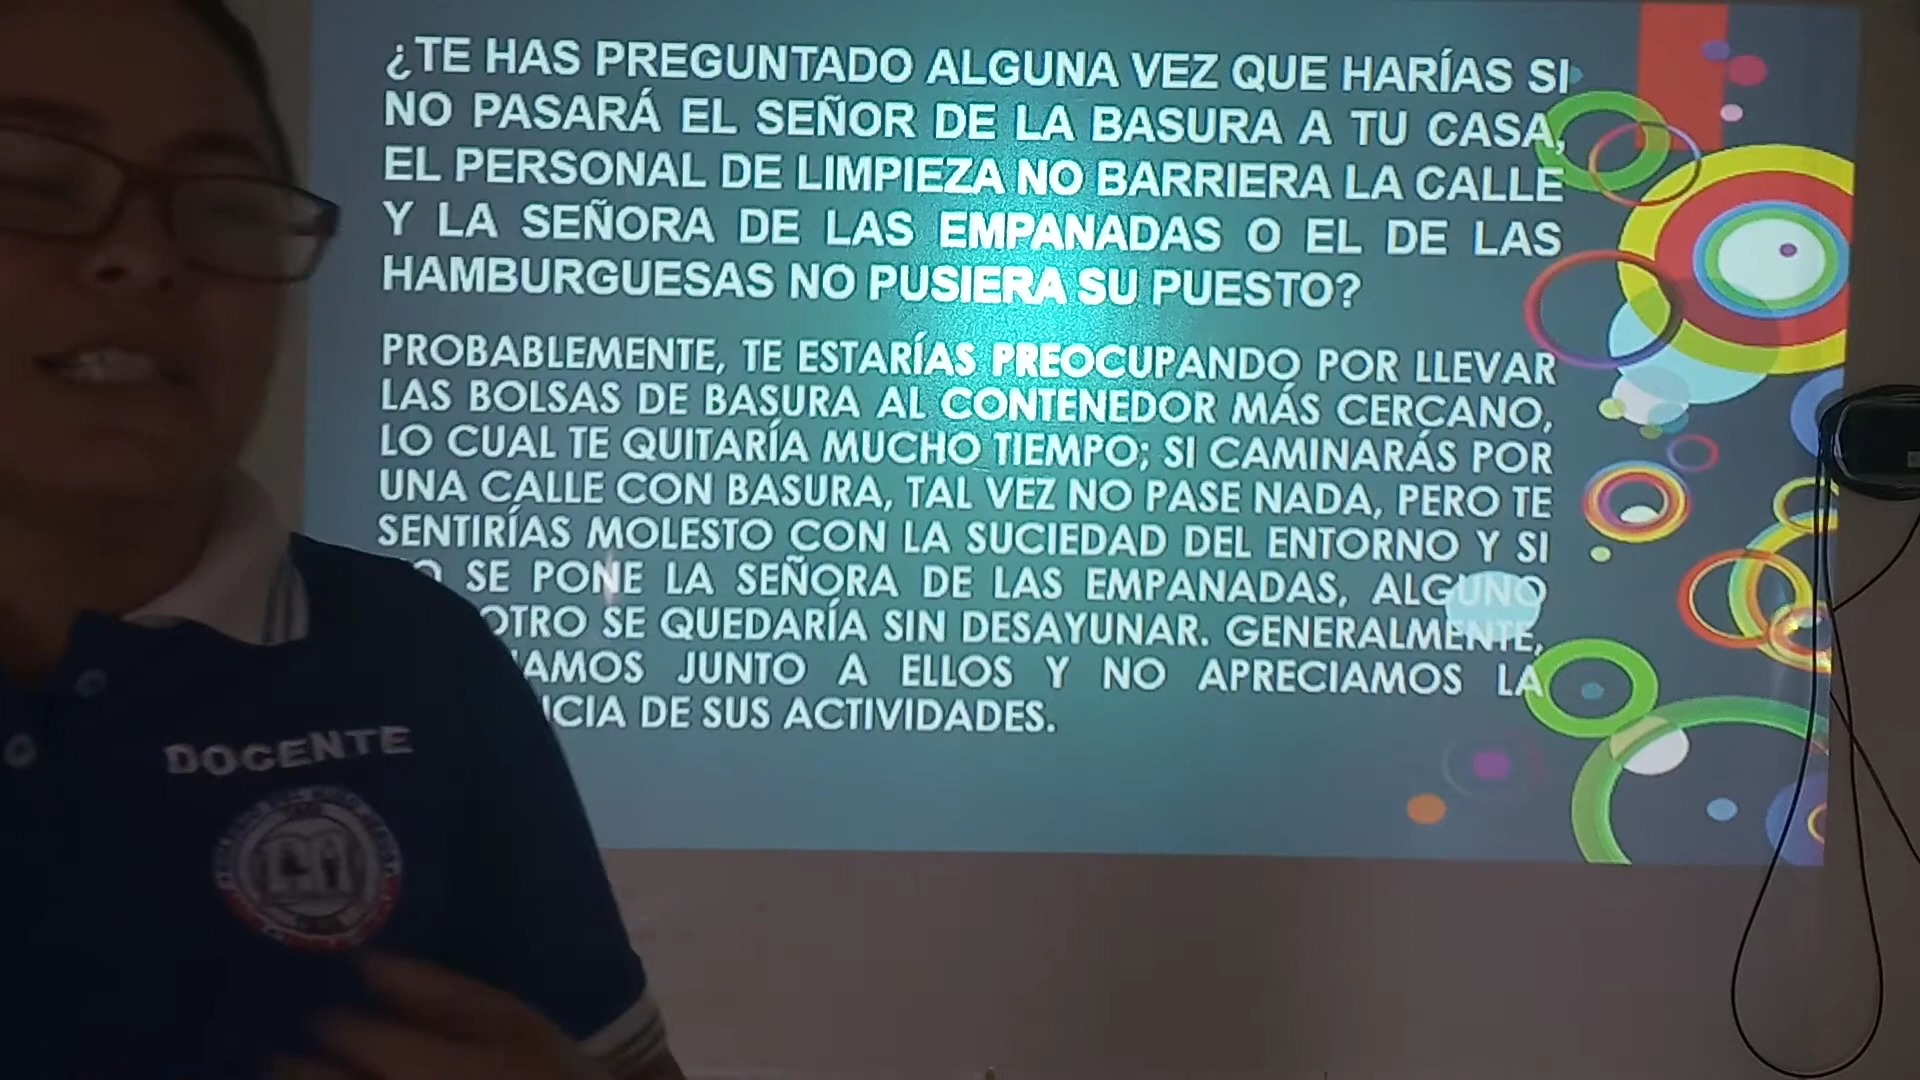 ¿TE HAS PREGUNTADO ALGUNA VEZ QUE HARÍAS SI
NO PASARÁ EL SEÑOR DE LA BASURA A TU CASA,
EL PERSONAL DE LIMPIEZA NO BARRIERA LA CALLE
Y LA SEÑORA DE LAS EMPANADAS O EL DE LAS
HAMBURGUESAS NO PUSIERA SU PUESTO?
PROBABLEMENTE, TE ESTARÍAS PREOCUPANDO POR LLEVAR
LAS BOLSAS DE BASURA AL CONTENEDOR MÁS CERCANO,
LO CUAL TE QUITARÍA MUCHO TIEMPO; SI CAMINARÁS POR
UNA CALLE CON BASURA, TAL VEZ NO PASE NADA, PERO TE
SENTIRÍAS MOLESTO CON LA SUCIEDAD DEL ENTORNO Y SI
SE PONE LA SEÑORA DE LAS EMPANADAS, ALGUNO
OTRO SE QUEDARÍA SIN DESAYUNAR. GENERALMENTE,
JUNTO A ELLOS Y NO APRECIAMOS LA
DE SUS ACTIVIDADES.
DOCENTE